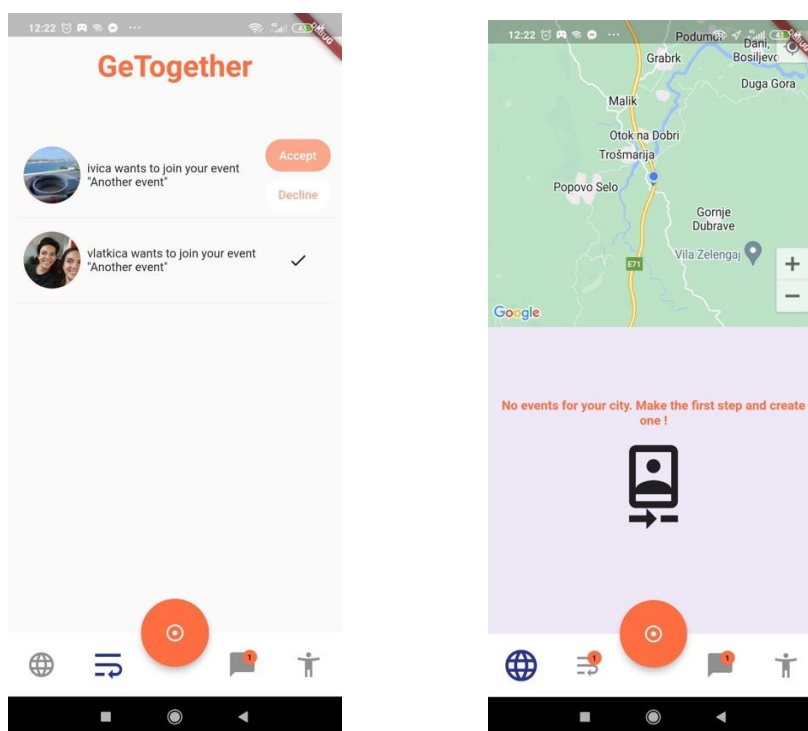 12:22
43
GeTogether
ivica wants to join your event
"Another event"
Accept
Decline
vlatkica wants to join your event
"Another event"
1
12:22
Podumol
Dani,
Bosiljevo
Grabrk
Duga Gora
Malik
Otok na Dobri
Trošmarija
Popovo Selo
Gornje
Dubrave
Vila Zelengaj
E71
+
−
Google
No events for your city. Make the first step and create
one !
1
1